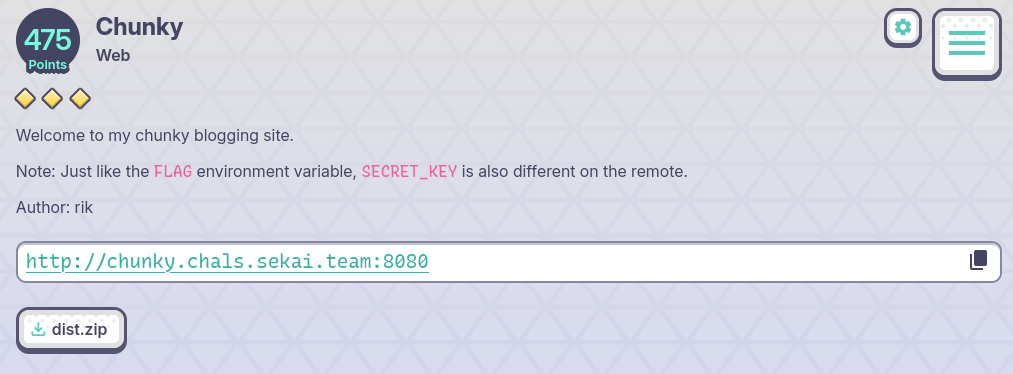 475
Points
Chunky
Web
Welcome to my chunky blogging site.
Note: Just like the FLAG environment variable, SECRET_KEY is also different on the remote.
Author: rik
http://chunky.chals.sekai.team:8080
dist.zip